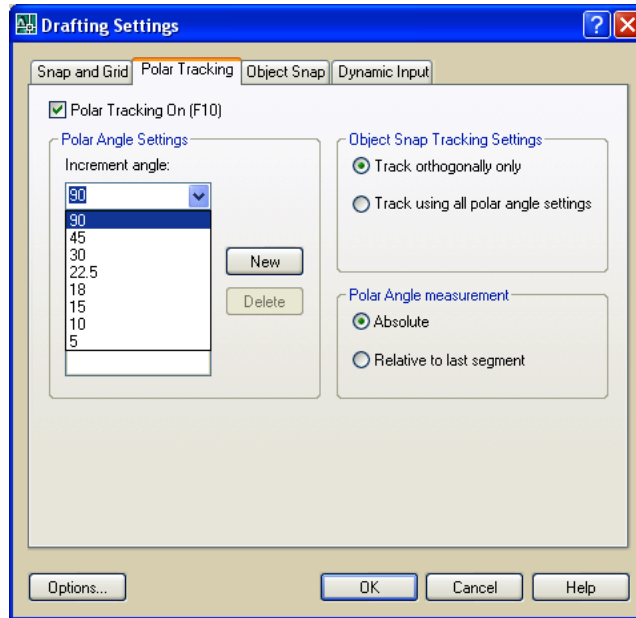 Drafting Settings
Snap and Grid Polar Tracking Object Snap Dynamic Input
Polar Tracking On (F10)
Polar Angle Settings
Increment angle:
90
90
45
30
22.5
18
15
10
5
New
Delete
Object Snap Tracking Settings
Track orthogonally only
Track using all polar angle settings
Polar Angle measurement
Absolute
Relative to last segment
Options... OK Cancel Help